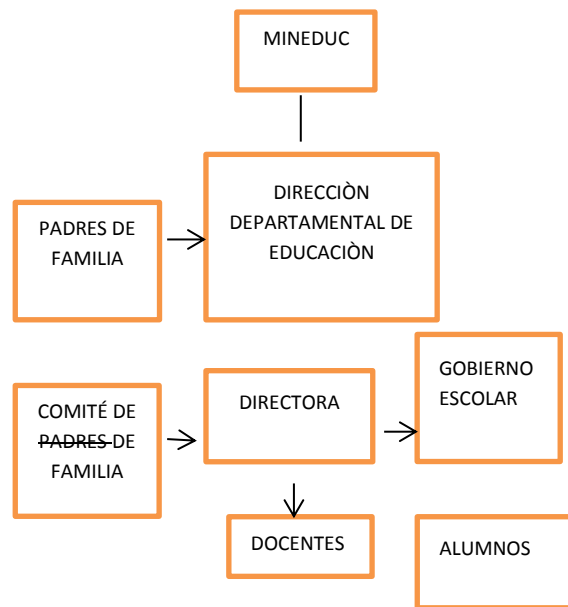 MINEDUC
DIRECCIÒN
DEPARTAMENTAL DE
EDUCACIÒN
PADRES DE
FAMILIA
GOBIERNO
ESCOLAR
DIRECTORA
COMITÉ DE
PADRES DE
FAMILIA
DOCENTES
ALUMNOS